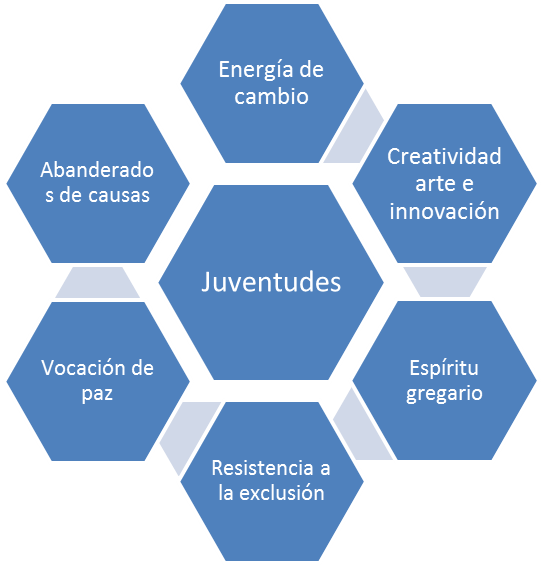 Energía de
cambio
Creatividad
arte e
innovación
Abanderado
s de causas
Juventudes
Espíritu
gregario
Vocación de
paz
Resistencia a
la exclusión